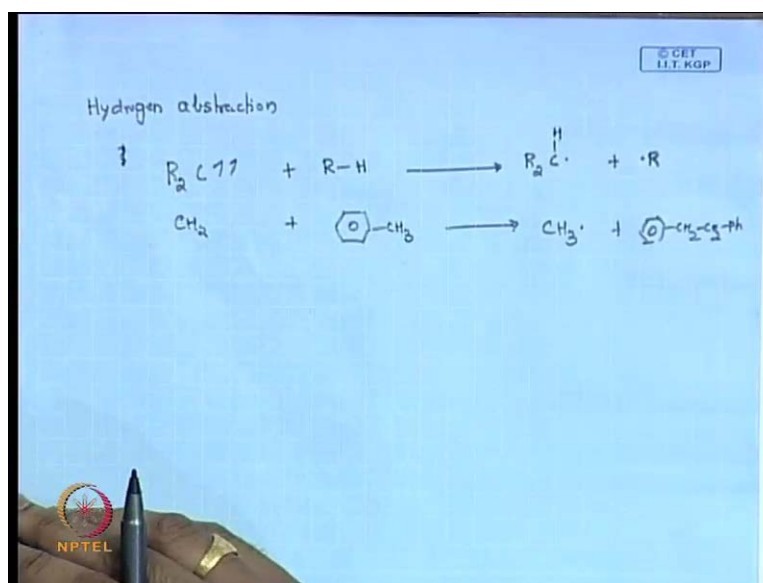 © CET
I.I.T. KGP
Hydrogen abstraction
R₂C↿↿ + R-H ⟶ R₂C· + ·R
H
CH₂ + -CH₃ ⟶ CH₃· + -CH₂-CH₂-Ph
NPTEL